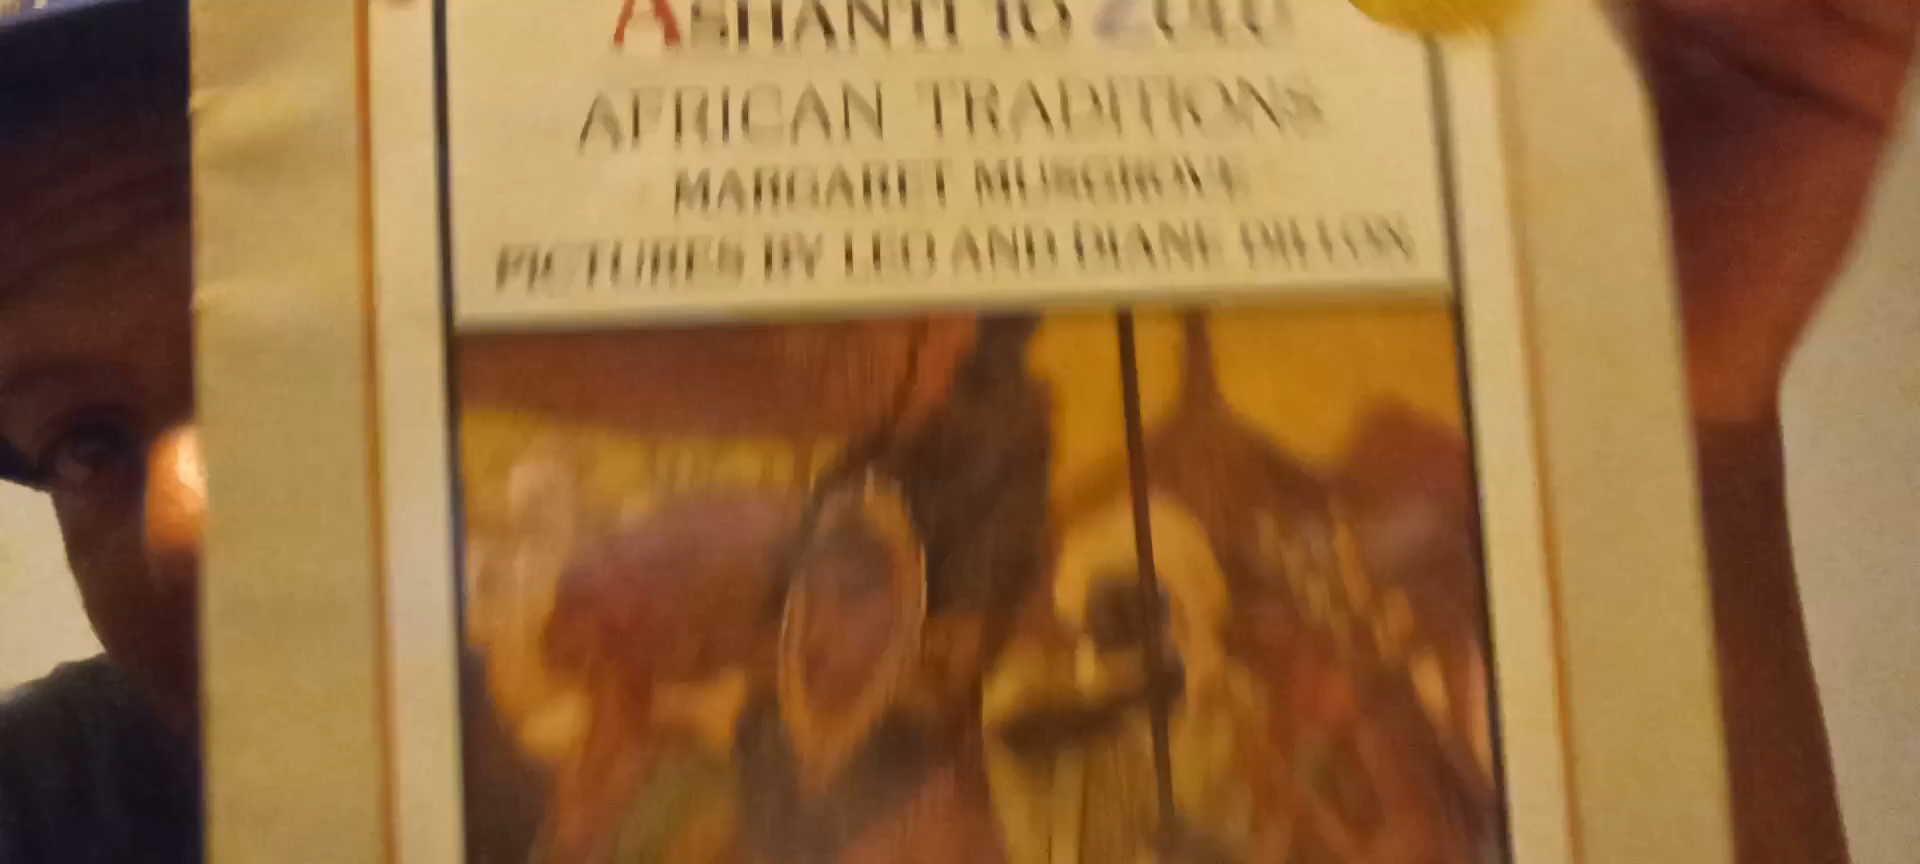 ASHANTI TO ZULU
AFRICAN TRADITIONS
MARGARET MUSGROVE
PICTURES BY LEO AND DIANE DILLON